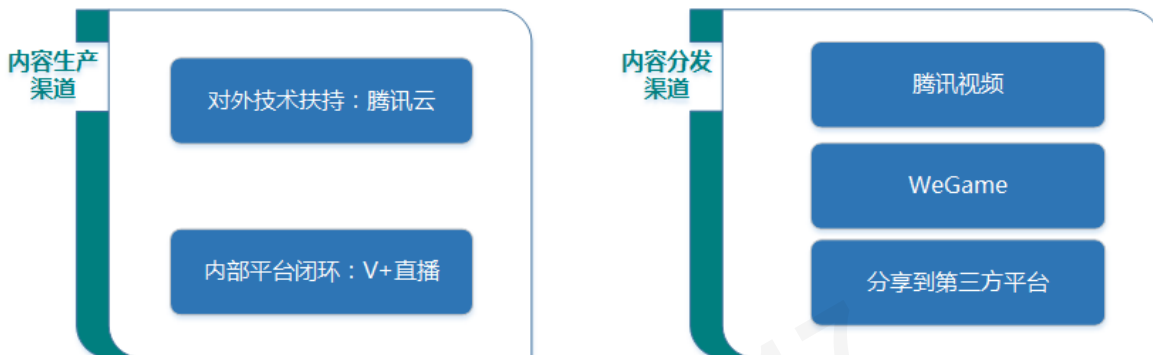 内容生产
渠道
对外技术扶持：腾讯云
内部平台闭环：V+直播
内容分发
渠道
腾讯视频
WeGame
分享到第三方平台